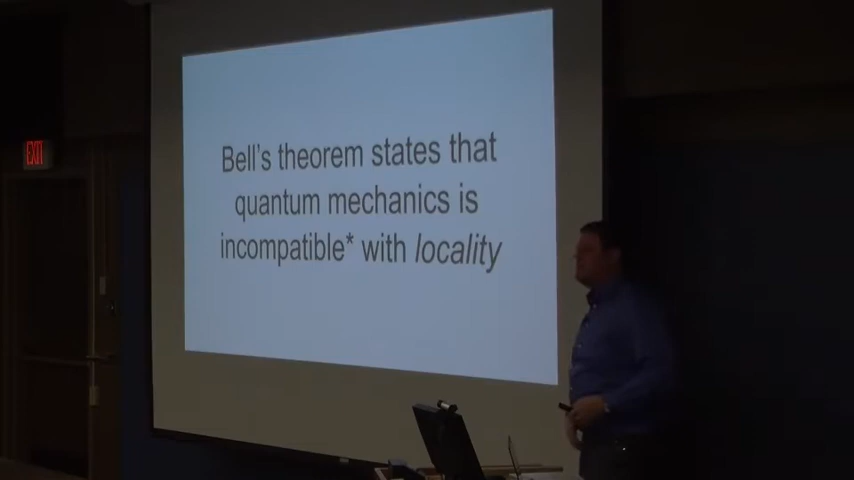 EXIT
Bell's theorem states that
quantum mechanics is
incompatible* with locality